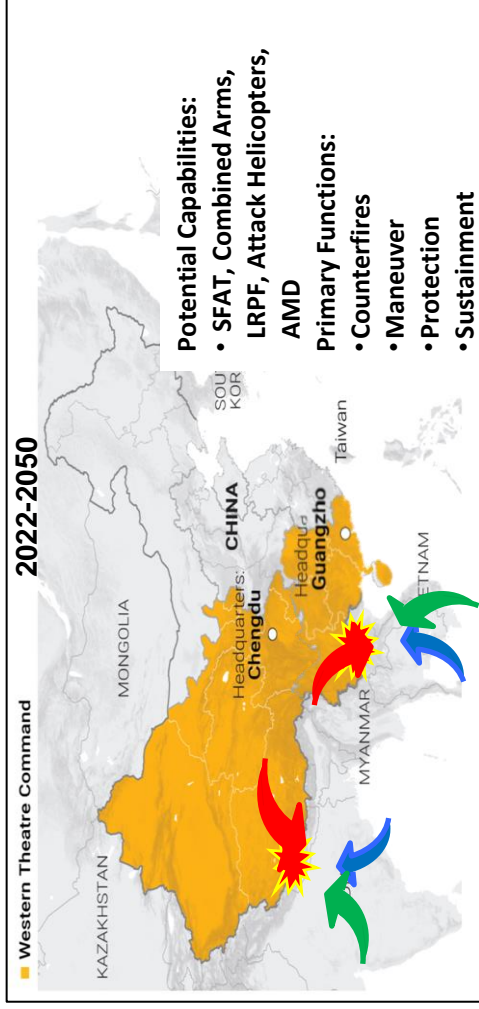 2022-2050
Western Theatre Command
KAZAKHSTAN
MONGOLIA
Headquarters:
Chengdu
CHINA
SOU
KOR
Headqua
Guangzho
Taiwan
MYANMAR
ETNAM
Potential Capabilities:
• SFAT, Combined Arms,
LRPF, Attack Helicopters,
AMD
Primary Functions:
• Counterfires
• Maneuver
• Protection
• Sustainment